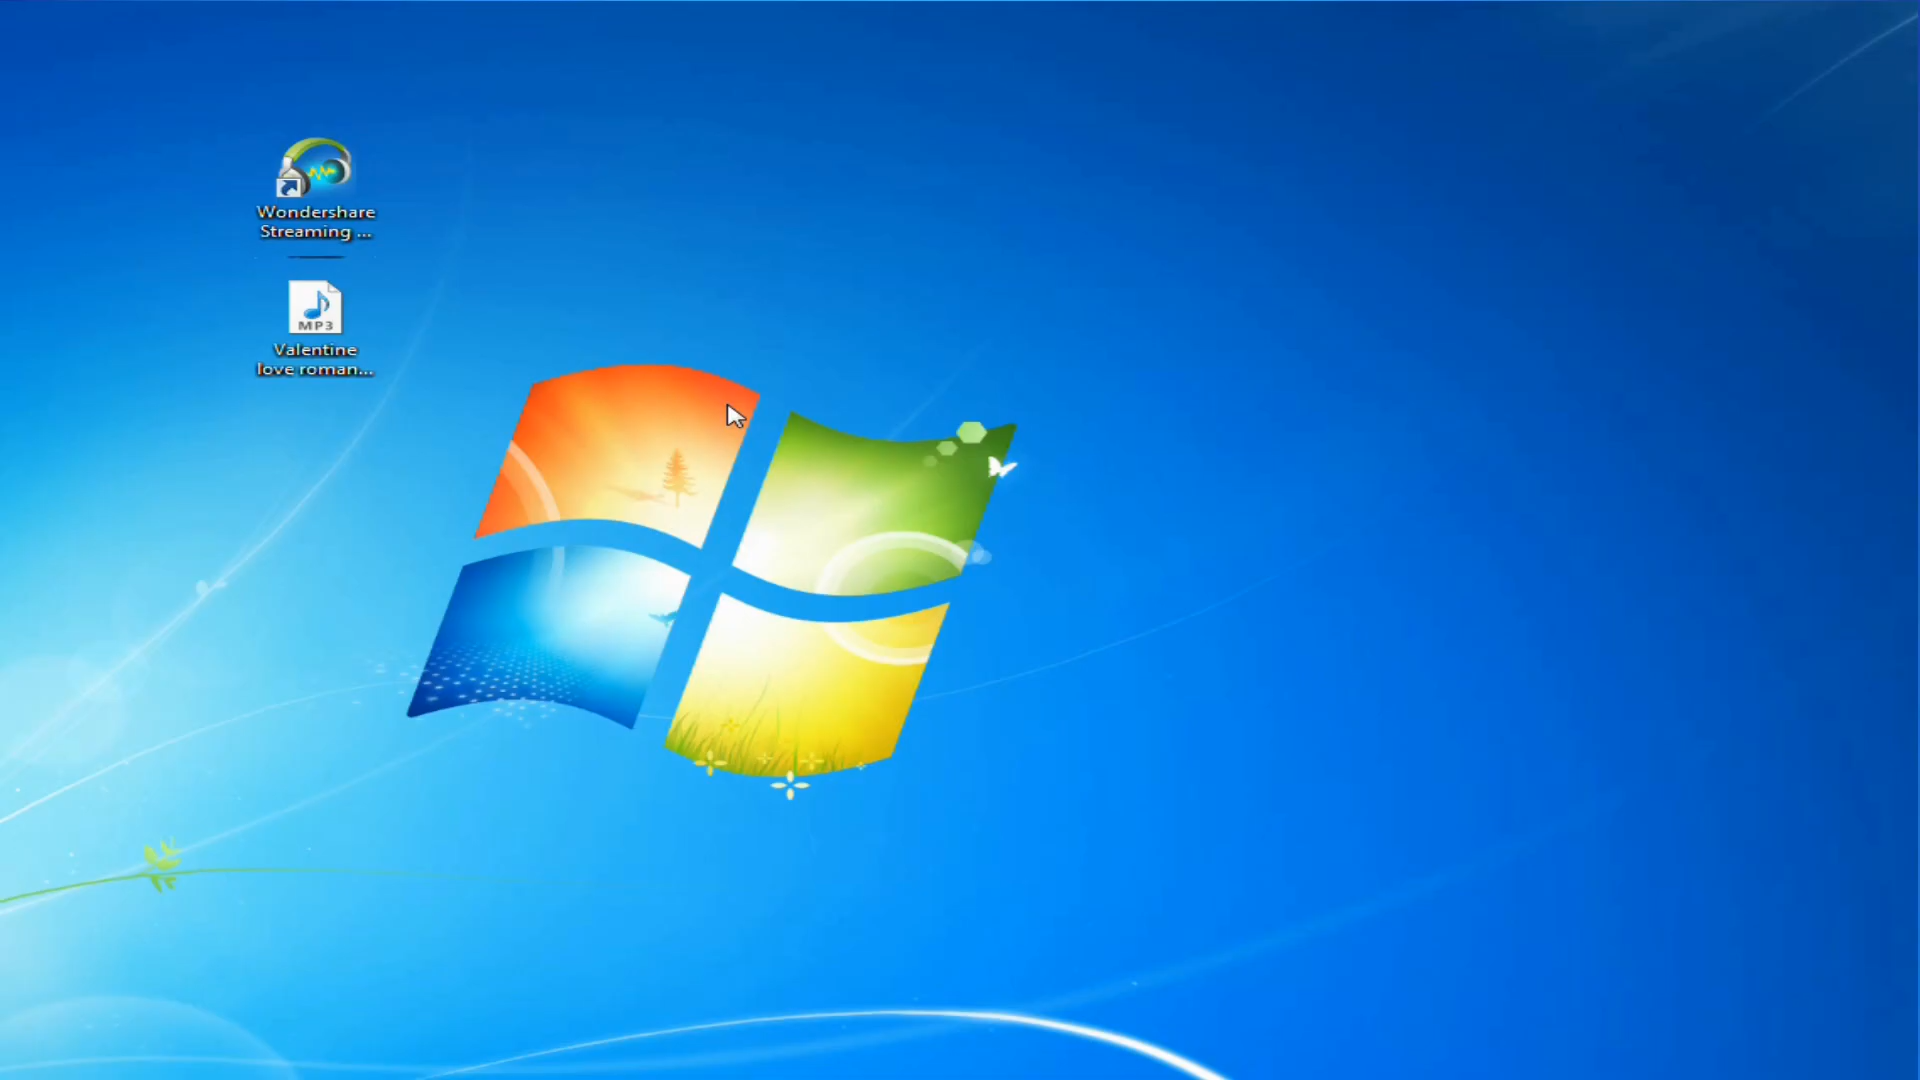 Wondershare
Streaming ...
MP3
Valentine
love roman...